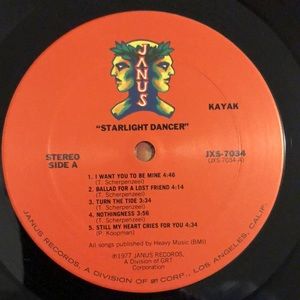 JANUS
KAYAK
"STARLIGHT DANCER"
STEREO
SIDE A
JXS-7034
(JXS-7034-A)
1. I WANT YOU TO BE MINE 4:46
(T. Scherpenzeel)
2. BALLAD FOR A LOST FRIEND 4:14
(T. Scherpenzeel)
3. TURN THE TIDE 3:34
(T. Scherpenzeel)
4. NOTHINGNESS 3:56
(T. Scherpenzeel)
5. STILL MY HEART CRIES FOR YOU 4:34
(P. Koopman)
All songs published by Heavy Music (BMI)
℗1977 JANUS RECORDS,
A Division of GRT
Corporation
JANUS RECORDS, A DIVISION OF GRT CORP., LOS ANGELES, CALIF.